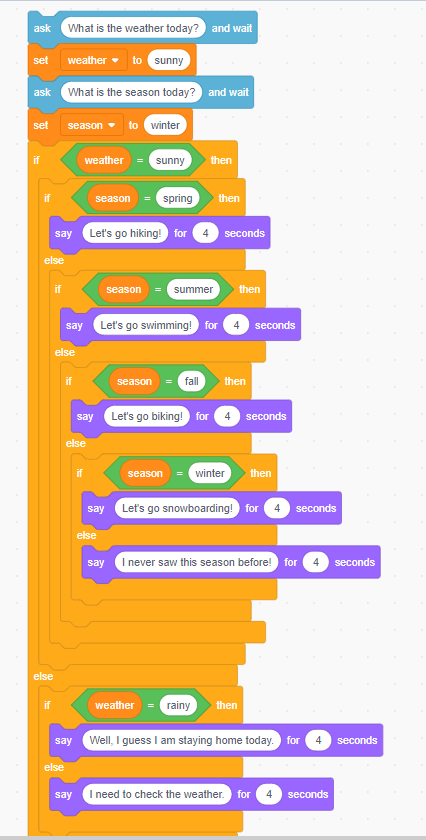 ask What is the weather today? and wait
set weather to sunny
ask What is the season today? and wait
set season to winter
if weather = sunny then
if season = spring then
say Let's go hiking! for 4 seconds
else
if season = summer then
say Let's go swimming! for 4 seconds
else
if season = fall then
say Let's go biking! for 4 seconds
else
if season = winter then
say Let's go snowboarding! for 4 seconds
else
say I never saw this season before! for 4 seconds
else
if weather = rainy then
say Well, I guess I am staying home today. for 4 seconds
else
say I need to check the weather. for 4 seconds